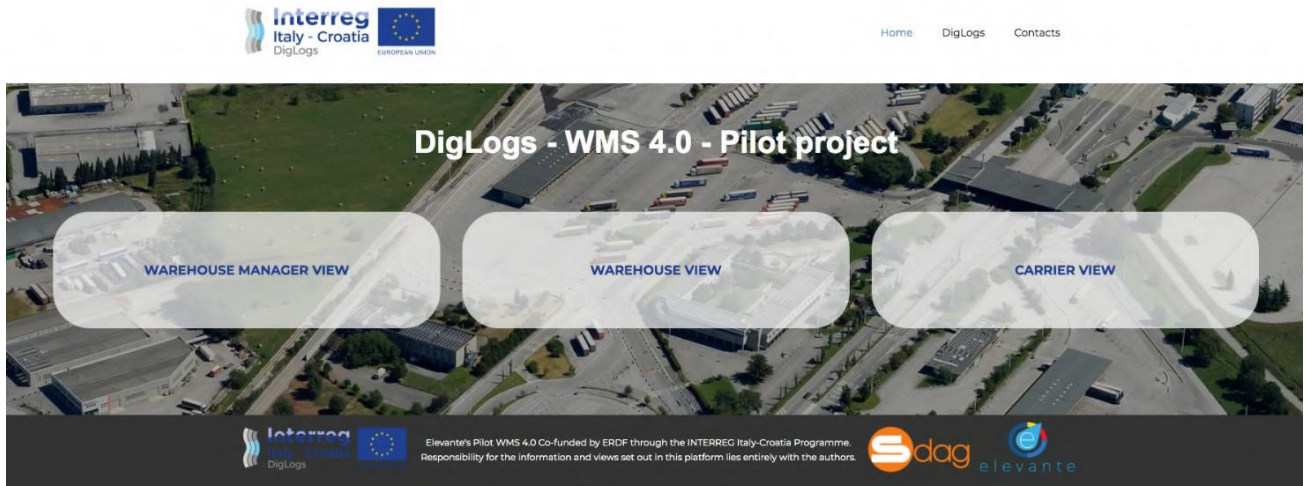 Interreg
Italy - Croatia
DigLogs
EUROPEAN UNION
Home DigLogs Contacts
DigLogs - WMS 4.0 - Pilot project
WAREHOUSE MANAGER VIEW
WAREHOUSE VIEW
CARRIER VIEW
Interreg
Italy - Croatia
DigLogs
Elevante's Pilot WMS 4.0 Co-funded by ERDF through the INTERREG Italy-Croatia Programme.
Responsibility for the information and views set out in this platform lies entirely with the authors.
Sdag
elevante